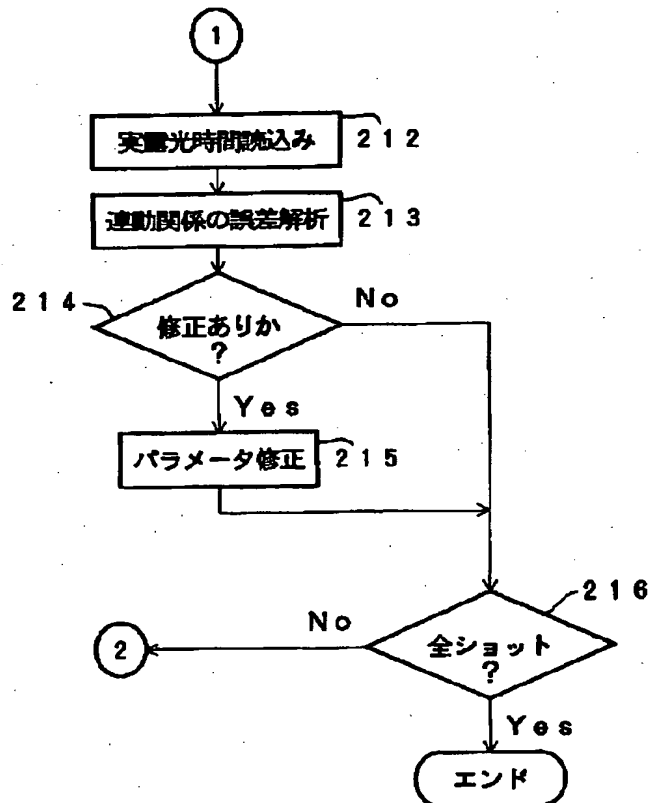 1
実露光時間読込み 212
連動関係の誤差解析 213
214
修正ありか
?
No
Yes
パラメータ修正 215
216
全ショット
?
No
2
Yes
エンド